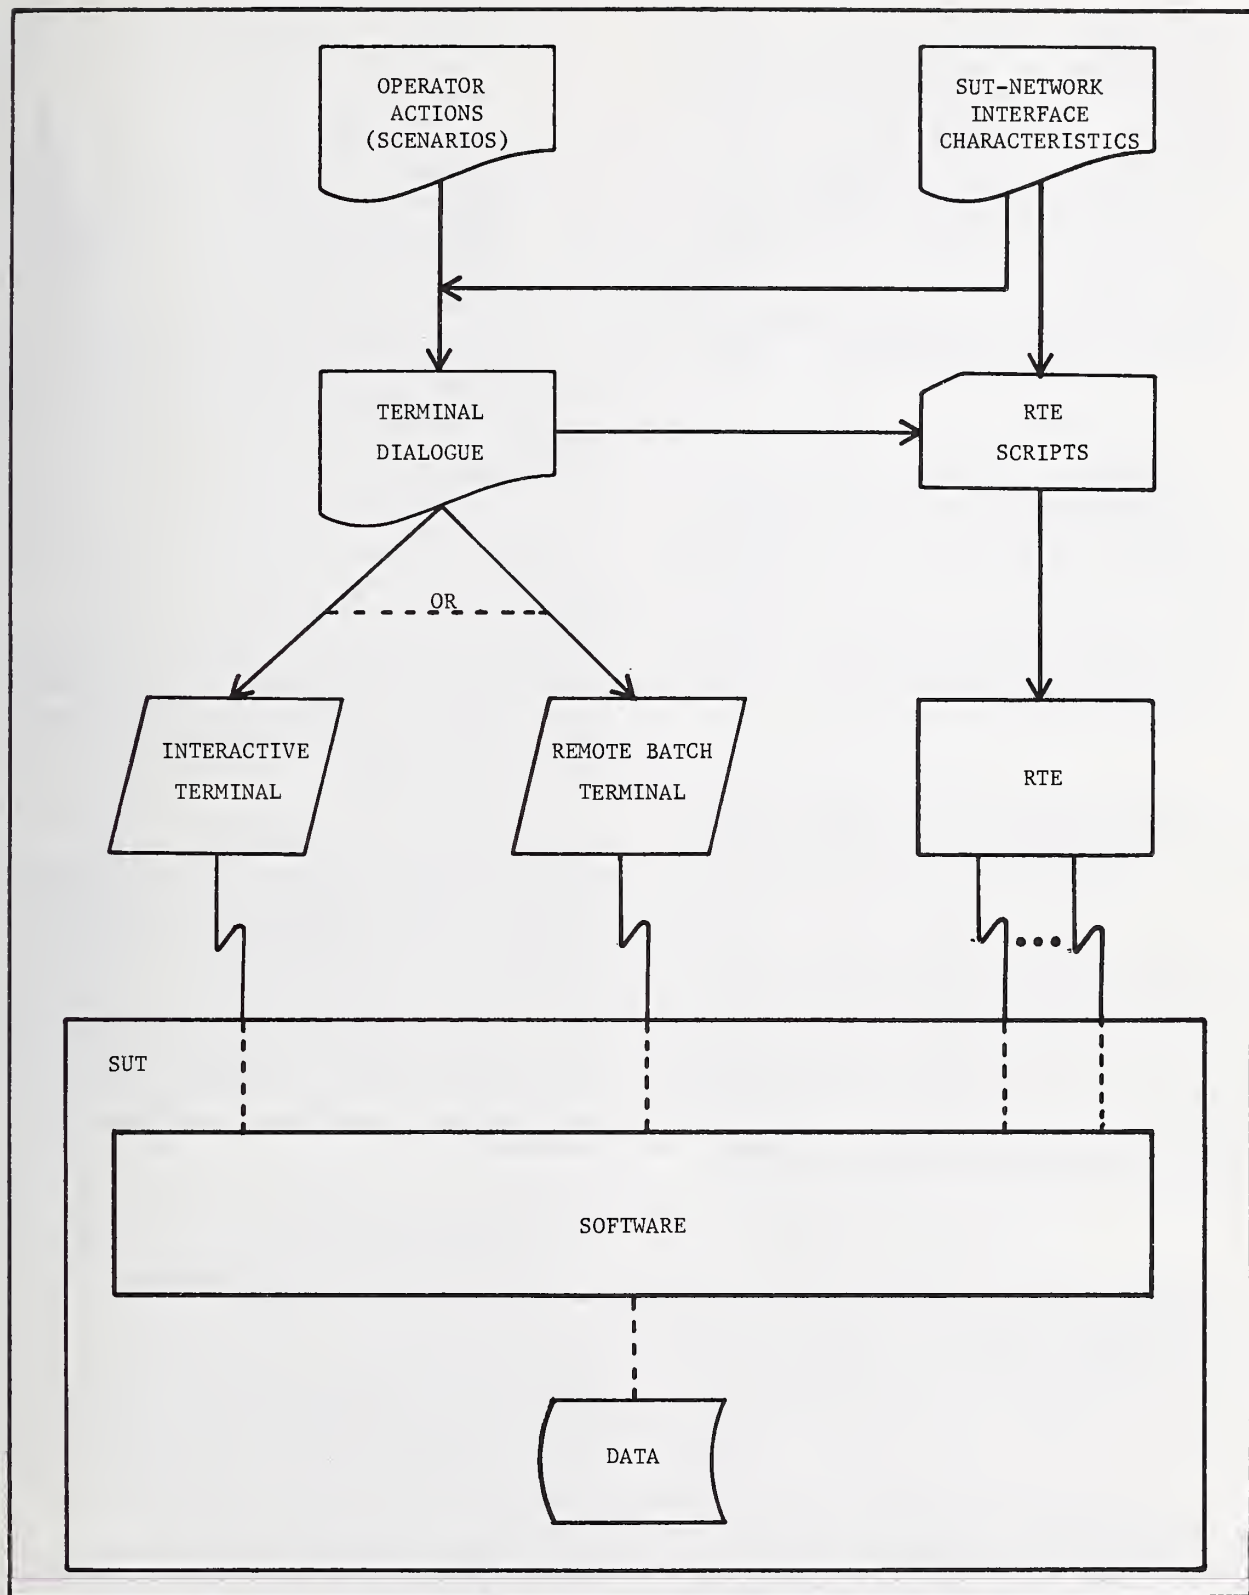 OPERATOR
ACTIONS
(SCENARIOS)
SUT-NETWORK
INTERFACE
CHARACTERISTICS
TERMINAL
DIALOGUE
RTE
SCRIPTS
OR
INTERACTIVE
TERMINAL
REMOTE BATCH
TERMINAL
RTE
SUT
SOFTWARE
DATA